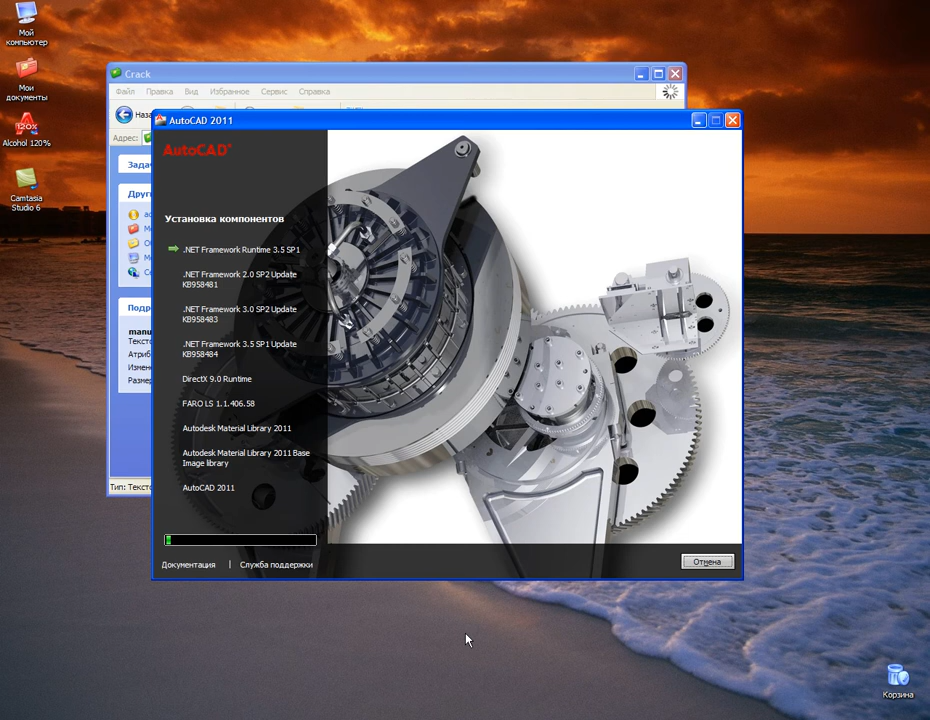 Мой
компьютер
Мои
документы
120%
Alcohol 120%
Camtasia
Studio 6
Crack
Файл Правка Вид Избранное Сервис Справка
Адрес:
Тип:
AutoCAD 2011
AutoCAD®
Установка компонентов
.NET Framework Runtime 3.5 SP1
.NET Framework 2.0 SP2 Update
KB958481
.NET Framework 3.0 SP2 Update
KB958483
.NET Framework 3.5 SP1 Update
KB958484
DirectX 9.0 Runtime
FARO LS 1.1.406.58
Autodesk Material Library 2011
Autodesk Material Library 2011 Base
Image library
AutoCAD 2011
Документация | Служба поддержки
Отмена
Корзина